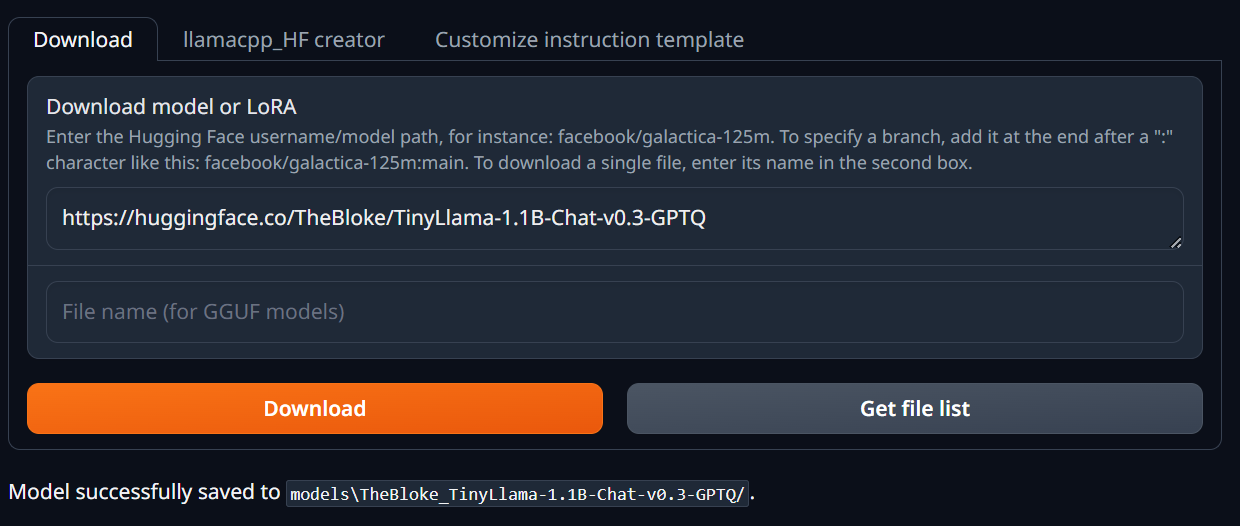 Download llamacpp_HF creator Customize instruction template
Download model or LoRA
Enter the Hugging Face username/model path, for instance: facebook/galactica-125m. To specify a branch, add it at the end after a ":"
character like this: facebook/galactica-125m:main. To download a single file, enter its name in the second box.
https://huggingface.co/TheBloke/TinyLlama-1.1B-Chat-v0.3-GPTQ
File name (for GGUF models)
Download Get file list
Model successfully saved to models\TheBloke_TinyLlama-1.1B-Chat-v0.3-GPTQ/.